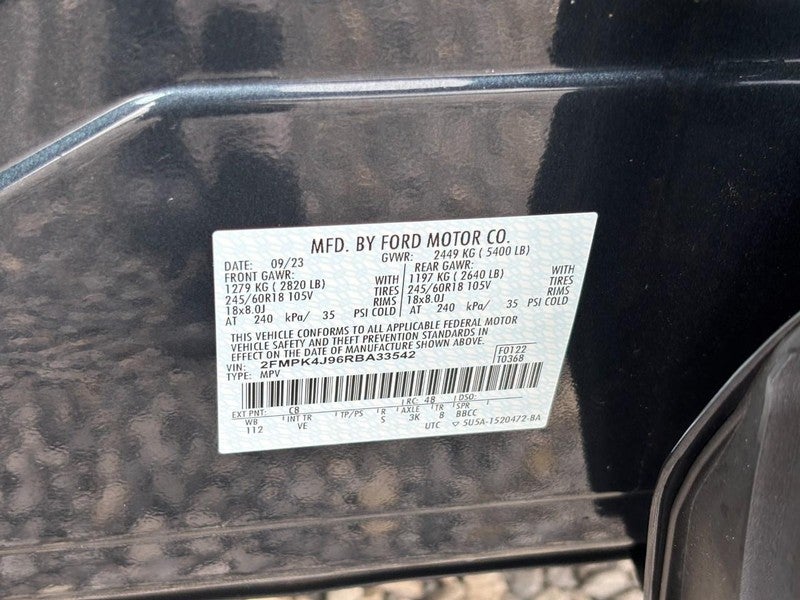 MFD. BY FORD MOTOR CO.
DATE: 09/23 GVWR: 2449 KG ( 5400 LB)
FRONT GAWR: REAR GAWR:
1279 KG ( 2820 LB) WITH 1197 KG ( 2640 LB) WITH
245/60R18 105V TIRES 245/60R18 105V TIRES
18x8.0J RIMS 18x8.0J RIMS
AT 240 kPa/ 35 PSI COLD AT 240 kPa/ 35 PSI COLD
THIS VEHICLE CONFORMS TO ALL APPLICABLE FEDERAL MOTOR
VEHICLE SAFETY AND THEFT PREVENTION STANDARDS IN
EFFECT ON THE DATE OF MANUFACTURE SHOWN ABOVE.
VIN: 2FMPK4J96RBA33542 F0122
TYPE: MPV T0368
EXT PNT: C8 RC: 48 DSO:
WB INT TR TP/PS R AXLE TR SPR
112 VE S 3K 8 BBCC
UTC ▽ 5U5A-1520472-BA